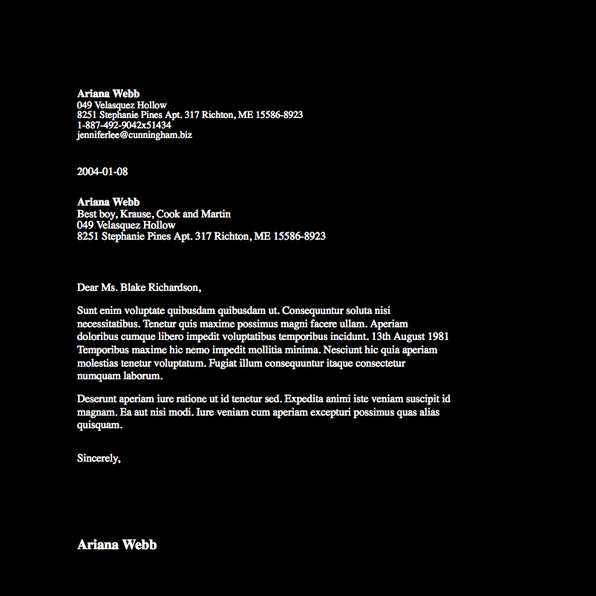 Ariana Webb
049 Velasquez Hollow
8251 Stephanie Pines Apt. 317 Richton, ME 15586-8923
1-887-492-9042x51434
jenniferlee@cunningham.biz
2004-01-08
Ariana Webb
Best boy, Krause, Cook and Martin
049 Velasquez Hollow
8251 Stephanie Pines Apt. 317 Richton, ME 15586-8923
Dear Ms. Blake Richardson,
Sunt enim voluptate quibusdam quibusdam ut. Consequuntur soluta nisi
necessitatibus. Tenetur quis maxime possimus magni facere ullam. Aperiam
doloribus cumque libero impedit voluptatibus temporibus incidunt. 13th August 1981
Temporibus maxime hic nemo impedit mollitia minima. Nesciunt hic quia aperiam
molestias tenetur voluptatum. Fugiat illum consequuntur itaque consectetur
numquam laborum.
Deserunt aperiam iure ratione ut id tenetur sed. Expedita animi iste veniam suscipit id
magnam. Ea aut nisi modi. Iure veniam cum aperiam excepturi possimus quas alias
quisquam.
Sincerely,
Ariana Webb